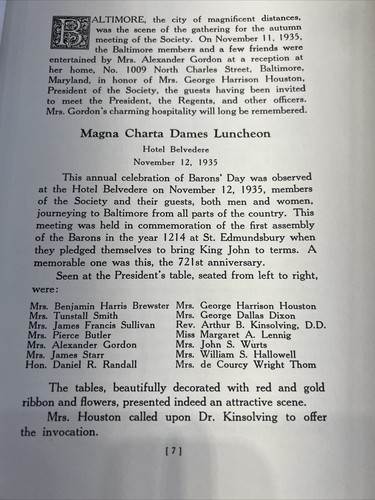 BALTIMORE, the city of magnificent distances,
was the scene of the gathering for the autumn
meeting of the Society. On November 11, 1935,
the Baltimore members and a few friends were
entertained by Mrs. Alexander Gordon at a reception at
her home, No. 1009 North Charles Street, Baltimore,
Maryland, in honor of Mrs. George Harrison Houston,
President of the Society, the guests having been invited
to meet the President, the Regents, and other officers.
Mrs. Gordon's charming hospitality will long be remembered.
Magna Charta Dames Luncheon
Hotel Belvedere
November 12, 1935
This annual celebration of Barons' Day was observed
at the Hotel Belvedere on November 12, 1935, members
of the Society and their guests, both men and women,
journeying to Baltimore from all parts of the country. This
meeting was held in commemoration of the first assembly
of the Barons in the year 1214 at St. Edmundsbury when
they pledged themselves to bring King John to terms. A
memorable one was this, the 721st anniversary.
Seen at the President's table, seated from left to right,
were:
Mrs. Benjamin Harris Brewster Mrs. George Harrison Houston
Mrs. Tunstall Smith Mrs. George Dallas Dixon
Mrs. James Francis Sullivan Rev. Arthur B. Kinsolving, D.D.
Mrs. Pierce Butler Miss Margaret A. Lennig
Mrs. Alexander Gordon Mrs. John S. Wurts
Mrs. James Starr Mrs. William S. Hallowell
Hon. Daniel R. Randall Mrs. de Courcy Wright Thom
The tables, beautifully decorated with red and gold
ribbon and flowers, presented indeed an attractive scene.
Mrs. Houston called upon Dr. Kinsolving to offer
the invocation.
[7]